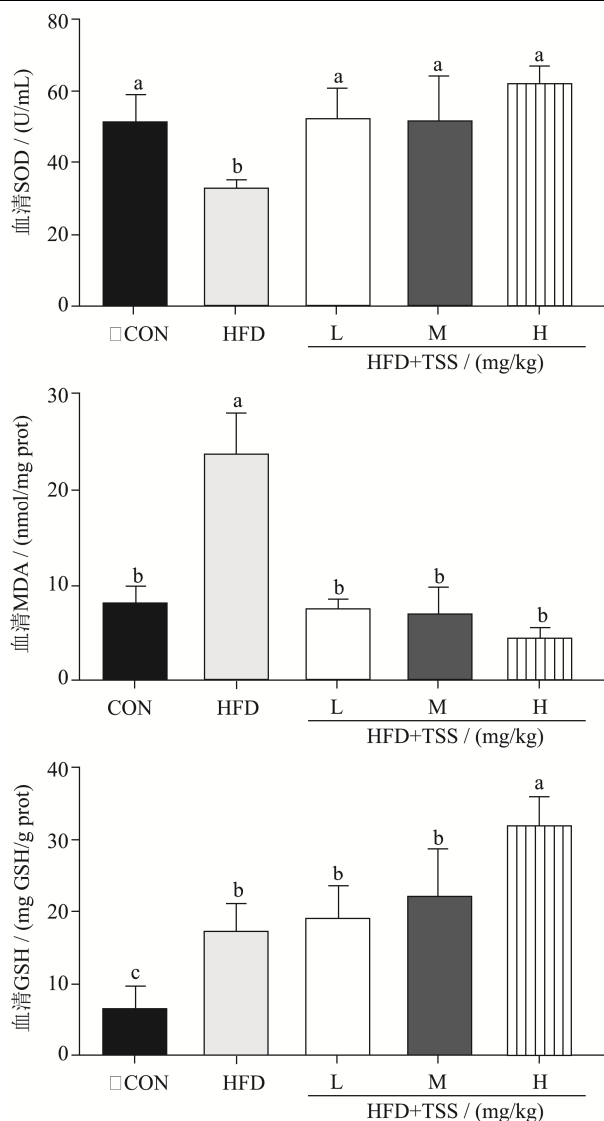 血清SOD / (U/mL)
80
60
40
20
0
a
b
a
a
a
□CON
HFD
L
M
H
HFD+TSS / (mg/kg)
血清MDA / (nmol/mg prot)
30
20
10
0
b
a
b
b
b
CON
HFD
L
M
H
HFD+TSS / (mg/kg)
血清GSH / (mg GSH/g prot)
40
30
20
10
0
c
b
b
b
a
□CON
HFD
L
M
H
HFD+TSS / (mg/kg)